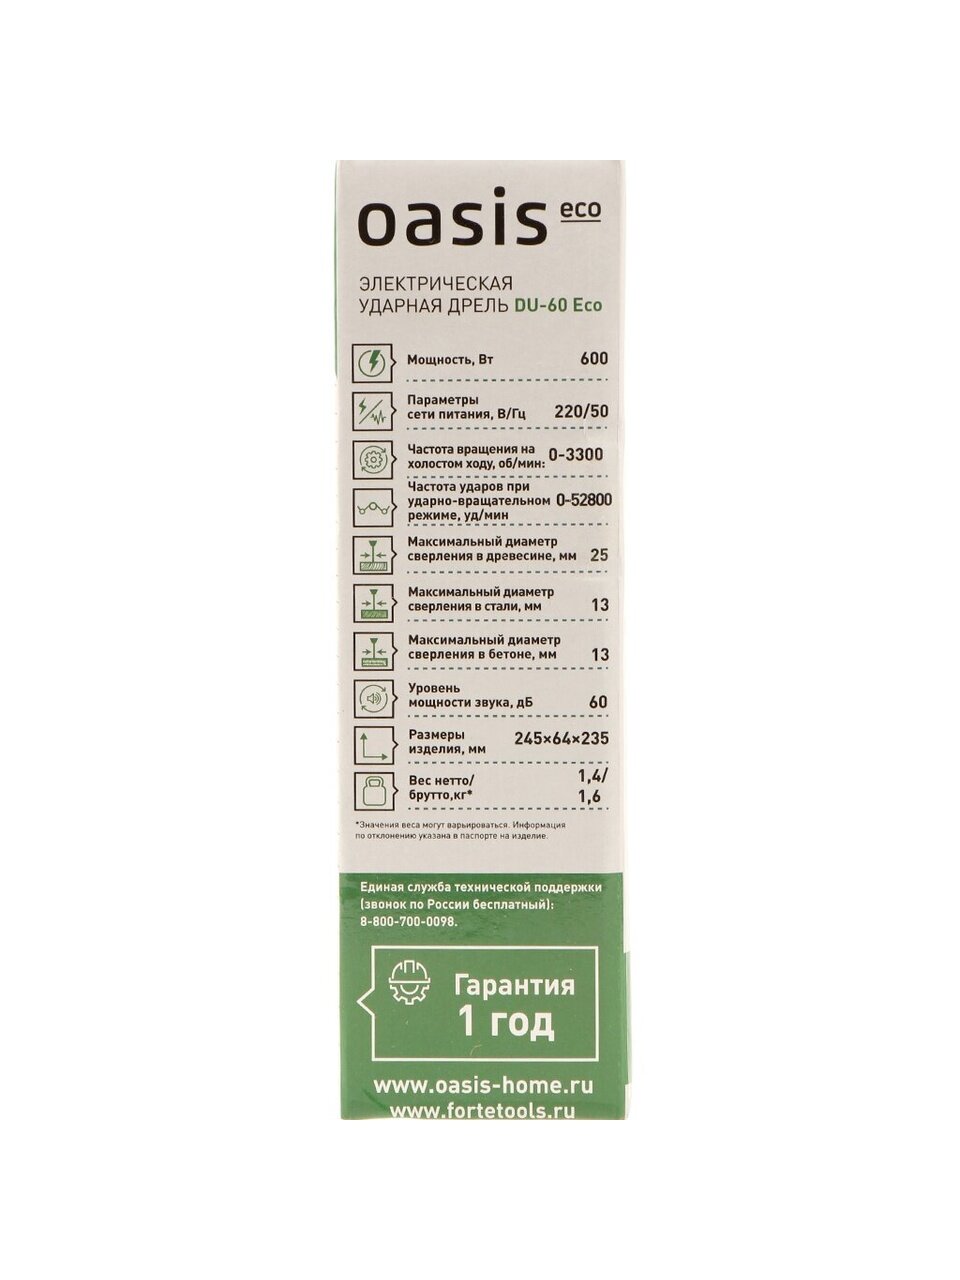 oasis eco
ЭЛЕКТРИЧЕСКАЯ
УДАРНАЯ ДРЕЛЬ DU-60 Eco
Мощность, Вт 600
Параметры
сети питания, В/Гц 220/50
Частота вращения на
холостом ходу, об/мин: 0-3300
Частота ударов при
ударно-вращательном 0-52800
режиме, уд/мин
Максимальный диаметр
сверления в древесине, мм 25
Максимальный диаметр
сверления в стали, мм 13
Максимальный диаметр
сверления в бетоне, мм 13
Уровень
мощности звука, дБ 60
Размеры
изделия, мм 245×64×235
Вес нетто/ 1,4/
брутто,кг* 1,6
*Значения веса могут варьироваться. Информация
по отклонению указана в паспорте на изделие.
Единая служба технической поддержки
(звонок по России бесплатный):
8-800-700-0098.
Гарантия
1 год
www.oasis-home.ru
www.fortetools.ru